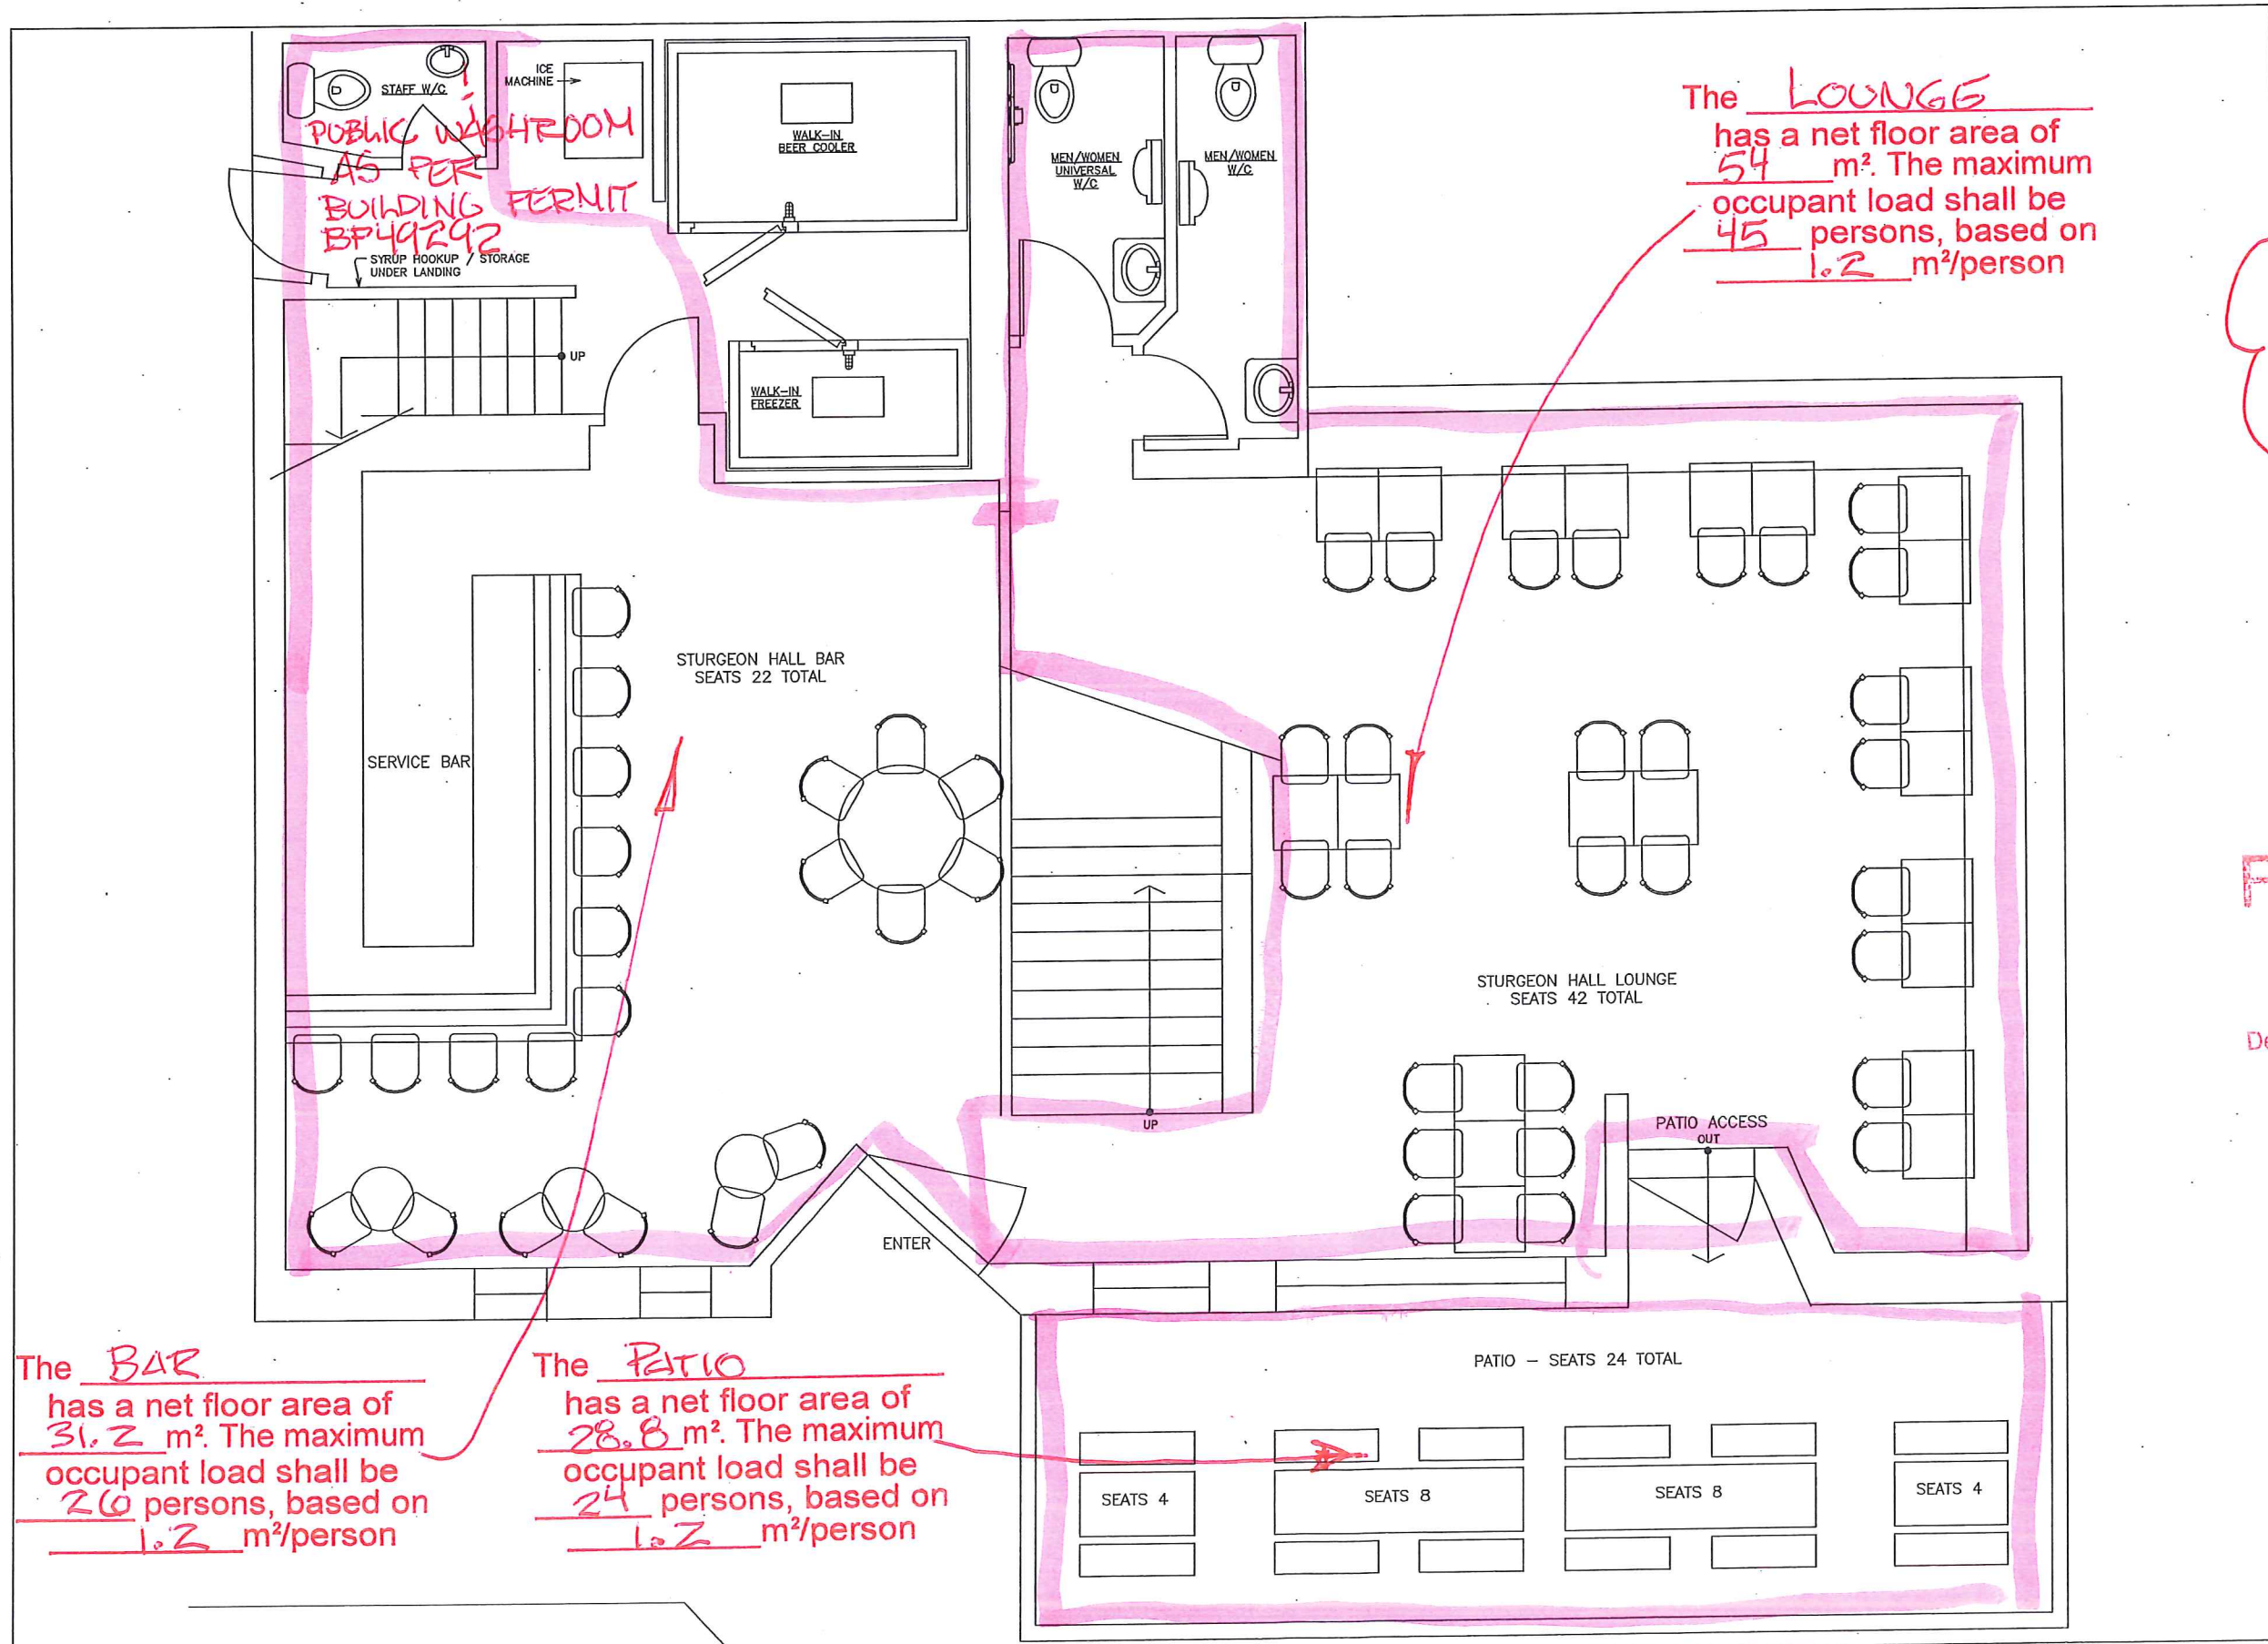 STAFF W/C
ICE
MACHINE
PUBLIC WASHROOM
AS PER
BUILDING PERMIT
BP49292
SYRUP HOOKUP / STORAGE
UNDER LANDING
WALK-IN
BEER COOLER
MEN/WOMEN
UNIVERSAL
W/C
MEN/WOMEN
W/C
The LOUNGE
has a net floor area of
54 m². The maximum
occupant load shall be
45 persons, based on
1.2 m²/person
UP
WALK-IN
FREEZER
STURGEON HALL BAR
SEATS 22 TOTAL
SERVICE BAR
STURGEON HALL LOUNGE
SEATS 42 TOTAL
UP
PATIO ACCESS
OUT
ENTER
The BAR
has a net floor area of
31.2 m². The maximum
occupant load shall be
26 persons, based on
1.2 m²/person
The PATIO
has a net floor area of
28.8 m². The maximum
occupant load shall be
24 persons, based on
1.2 m²/person
PATIO – SEATS 24 TOTAL
SEATS 4
SEATS 8
SEATS 8
SEATS 4